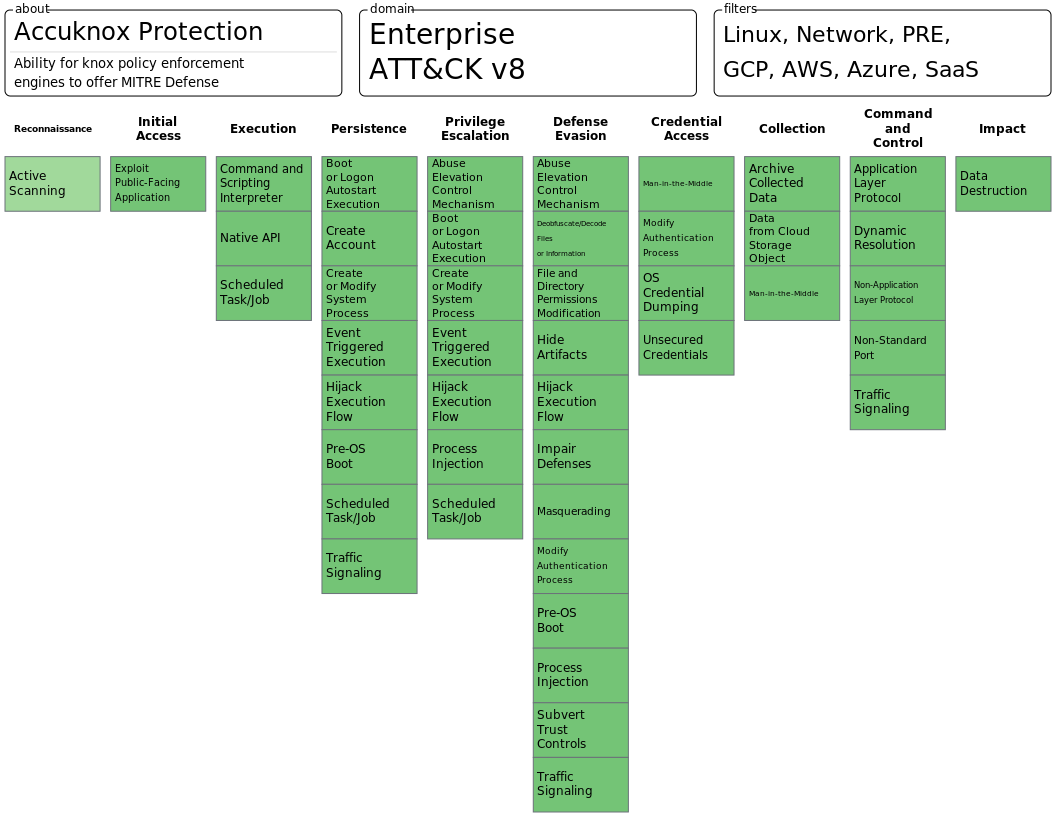 about
Accuknox Protection
Ability for knox policy enforcement
engines to offer MITRE Defense
domain
Enterprise
ATT&CK v8
filters
Linux, Network, PRE,
GCP, AWS, Azure, SaaS
Reconnaissance
Active
Scanning
Initial
Access
Exploit
Public-Facing
Application
Execution
Command and
Scripting
Interpreter
Native API
Scheduled
Task/Job
Persistence
Boot
or Logon
Autostart
Execution
Create
Account
Create
or Modify
System
Process
Event
Triggered
Execution
Hijack
Execution
Flow
Pre-OS
Boot
Scheduled
Task/Job
Traffic
Signaling
Privilege
Escalation
Abuse
Elevation
Control
Mechanism
Boot
or Logon
Autostart
Execution
Create
or Modify
System
Process
Event
Triggered
Execution
Hijack
Execution
Flow
Process
Injection
Scheduled
Task/Job
Defense
Evasion
Abuse
Elevation
Control
Mechanism
Deobfuscate/Decode
Files
or Information
File and
Directory
Permissions
Modification
Hide
Artifacts
Hijack
Execution
Flow
Impair
Defenses
Masquerading
Modify
Authentication
Process
Pre-OS
Boot
Process
Injection
Subvert
Trust
Controls
Traffic
Signaling
Credential
Access
Man-in-the-Middle
Modify
Authentication
Process
OS
Credential
Dumping
Unsecured
Credentials
Collection
Archive
Collected
Data
Data
from Cloud
Storage
Object
Man-in-the-Middle
Command
and
Control
Application
Layer
Protocol
Dynamic
Resolution
Non-Application
Layer Protocol
Non-Standard
Port
Traffic
Signaling
Impact
Data
Destruction